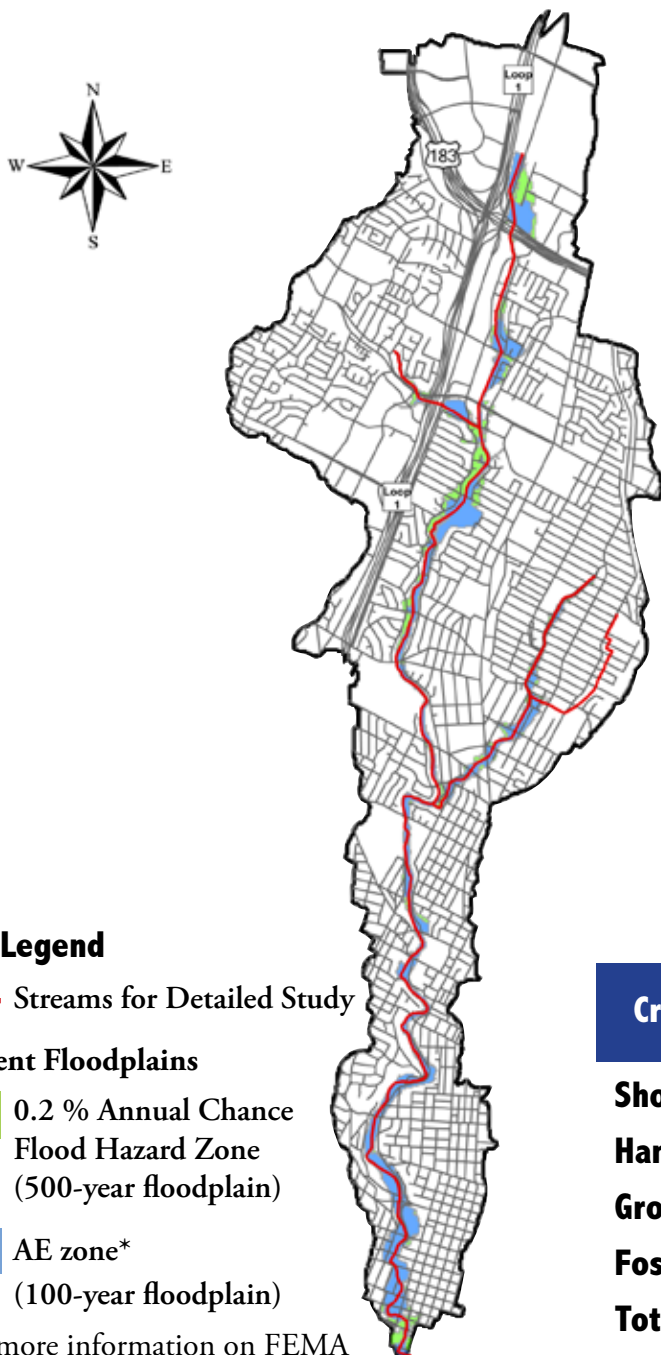 N
W
E
S
Loop
1
183
Loop
1
Legend
Streams for Detailed Study
ent Floodplains
0.2 % Annual Chance
Flood Hazard Zone
(500-year floodplain)
AE zone*
(100-year floodplain)
more information on FEMA
Cr
Sho
Har
Gro
Fos
Tot